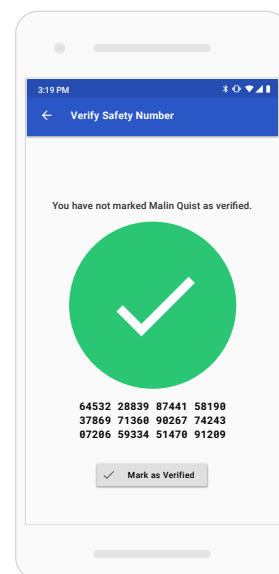 3:19 PM
Verify Safety Number
You have not marked Malin Quist as verified.
64532 28839 87441 58190
37869 71360 90267 74243
07206 59334 51470 91209
Mark as Verified